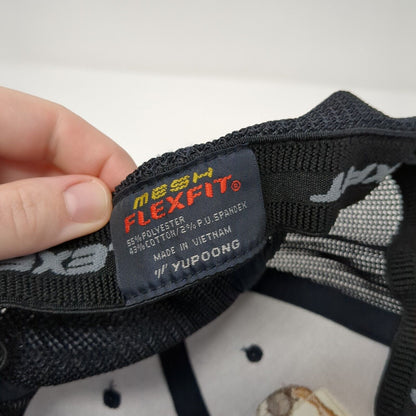 MESH
FLEXFIT®
55% POLYESTER
43% COTTON/2% P.U. SPANDEX
MADE IN VIETNAM
YUPOONG